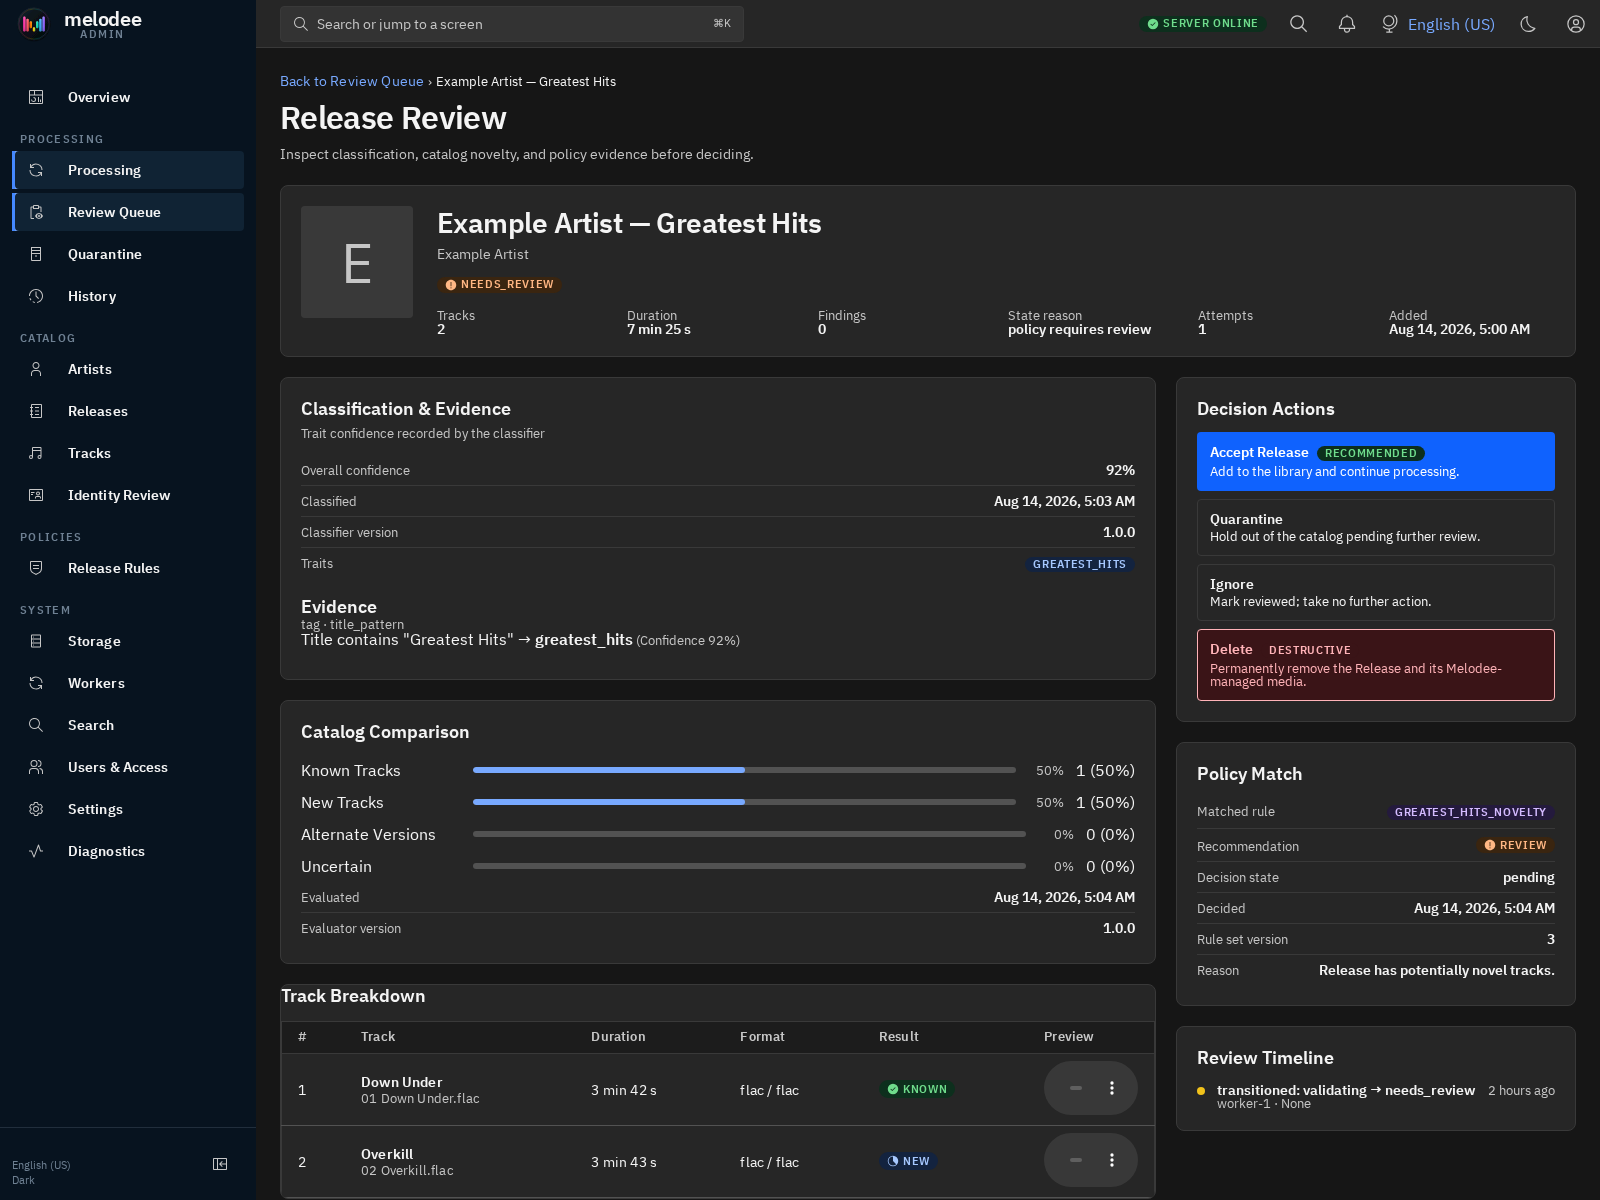 melodee
ADMIN
Search or jump to a screen
⌘K
SERVER ONLINE
English (US)
Overview
PROCESSING
Processing
Review Queue
Quarantine
History
CATALOG
Artists
Releases
Tracks
Identity Review
POLICIES
Release Rules
SYSTEM
Storage
Workers
Search
Users & Access
Settings
Diagnostics
English (US)
Dark
Back to Review Queue › Example Artist — Greatest Hits
Release Review
Inspect classification, catalog novelty, and policy evidence before deciding.
E
Example Artist — Greatest Hits
Example Artist
NEEDS_REVIEW
Tracks
2
Duration
7 min 25 s
Findings
0
State reason
policy requires review
Attempts
1
Added
Aug 14, 2026, 5:00 AM
Classification & Evidence
Trait confidence recorded by the classifier
Overall confidence 92%
Classified Aug 14, 2026, 5:03 AM
Classifier version 1.0.0
Traits GREATEST_HITS
Evidence
tag · title_pattern
Title contains "Greatest Hits" → greatest_hits (Confidence 92%)
Catalog Comparison
Known Tracks 50% 1 (50%)
New Tracks 50% 1 (50%)
Alternate Versions 0% 0 (0%)
Uncertain 0% 0 (0%)
Evaluated Aug 14, 2026, 5:04 AM
Evaluator version 1.0.0
Track Breakdown
# Track Duration Format Result Preview
1 Down Under 3 min 42 s flac / flac KNOWN
01 Down Under.flac
2 Overkill 3 min 43 s flac / flac NEW
02 Overkill.flac
Decision Actions
Accept Release RECOMMENDED
Add to the library and continue processing.
Quarantine
Hold out of the catalog pending further review.
Ignore
Mark reviewed; take no further action.
Delete DESTRUCTIVE
Permanently remove the Release and its Melodee-
managed media.
Policy Match
Matched rule GREATEST_HITS_NOVELTY
Recommendation REVIEW
Decision state pending
Decided Aug 14, 2026, 5:04 AM
Rule set version 3
Reason Release has potentially novel tracks.
Review Timeline
transitioned: validating → needs_review 2 hours ago
worker-1 · None